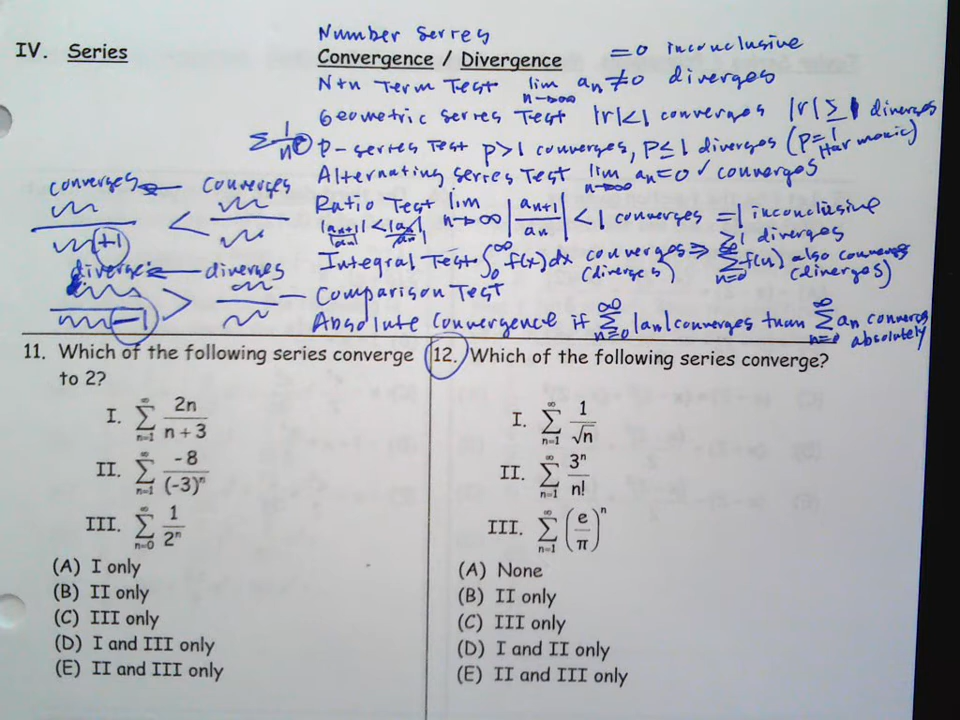 Number Series
IV. Series
Convergence / Divergence
=0 inconclusive
Nth Term Test lim n→∞ an ≠0 diverges
Geometric series Test |r|<1 converges |r|≥1 diverges
Σ 1/n^p P-series Test p>1 converges, p≤1 diverges (P=1 Harmonic)
Alternating series Test lim n→∞ an=0 ✓ converges
converges ← converges
Ratio Test lim n→∞ |an+1/an| <1 converges =1 inconclusive
>1 diverges
<
+1
Integral Test ∫0^∞ f(x)dx converges ⇒ Σ n=0 ∞ f(n) also converges
(diverges) (diverges)
diverges ← diverges
Comparison Test
>
-1
Absolute Convergence if Σ n=0 ∞ |an| converges than Σ n=0 ∞ an converges
absolutely
11. Which of the following series converge
to 2?
I. Σ n=1 ∞ 2n/(n+3)
II. Σ n=1 ∞ -8/(-3)^n
III. Σ n=0 ∞ 1/2^n
(A) I only
(B) II only
(C) III only
(D) I and III only
(E) II and III only
12. Which of the following series converge?
I. Σ n=1 ∞ 1/√n
II. Σ n=1 ∞ 3^n/n!
III. Σ n=1 ∞ (e/π)^n
(A) None
(B) II only
(C) III only
(D) I and II only
(E) II and III only